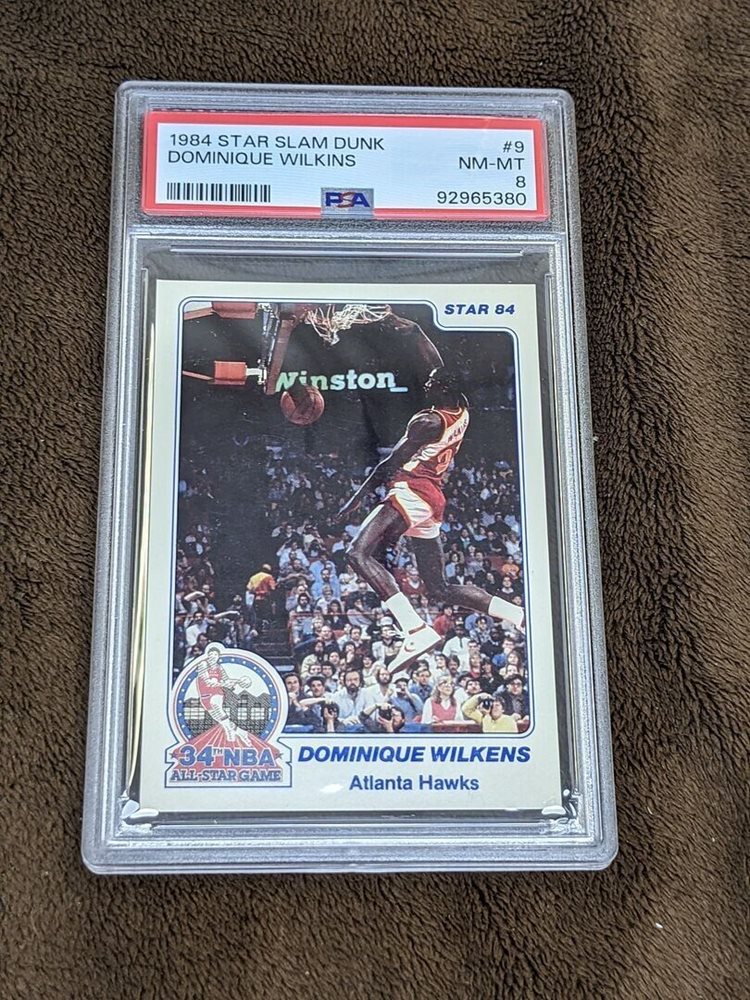 1984 STAR SLAM DUNK #9
DOMINIQUE WILKINS NM-MT
8
PSA 92965380
STAR 84
Winston
34TH NBA
ALL-STAR GAME
DOMINIQUE WILKENS
Atlanta Hawks